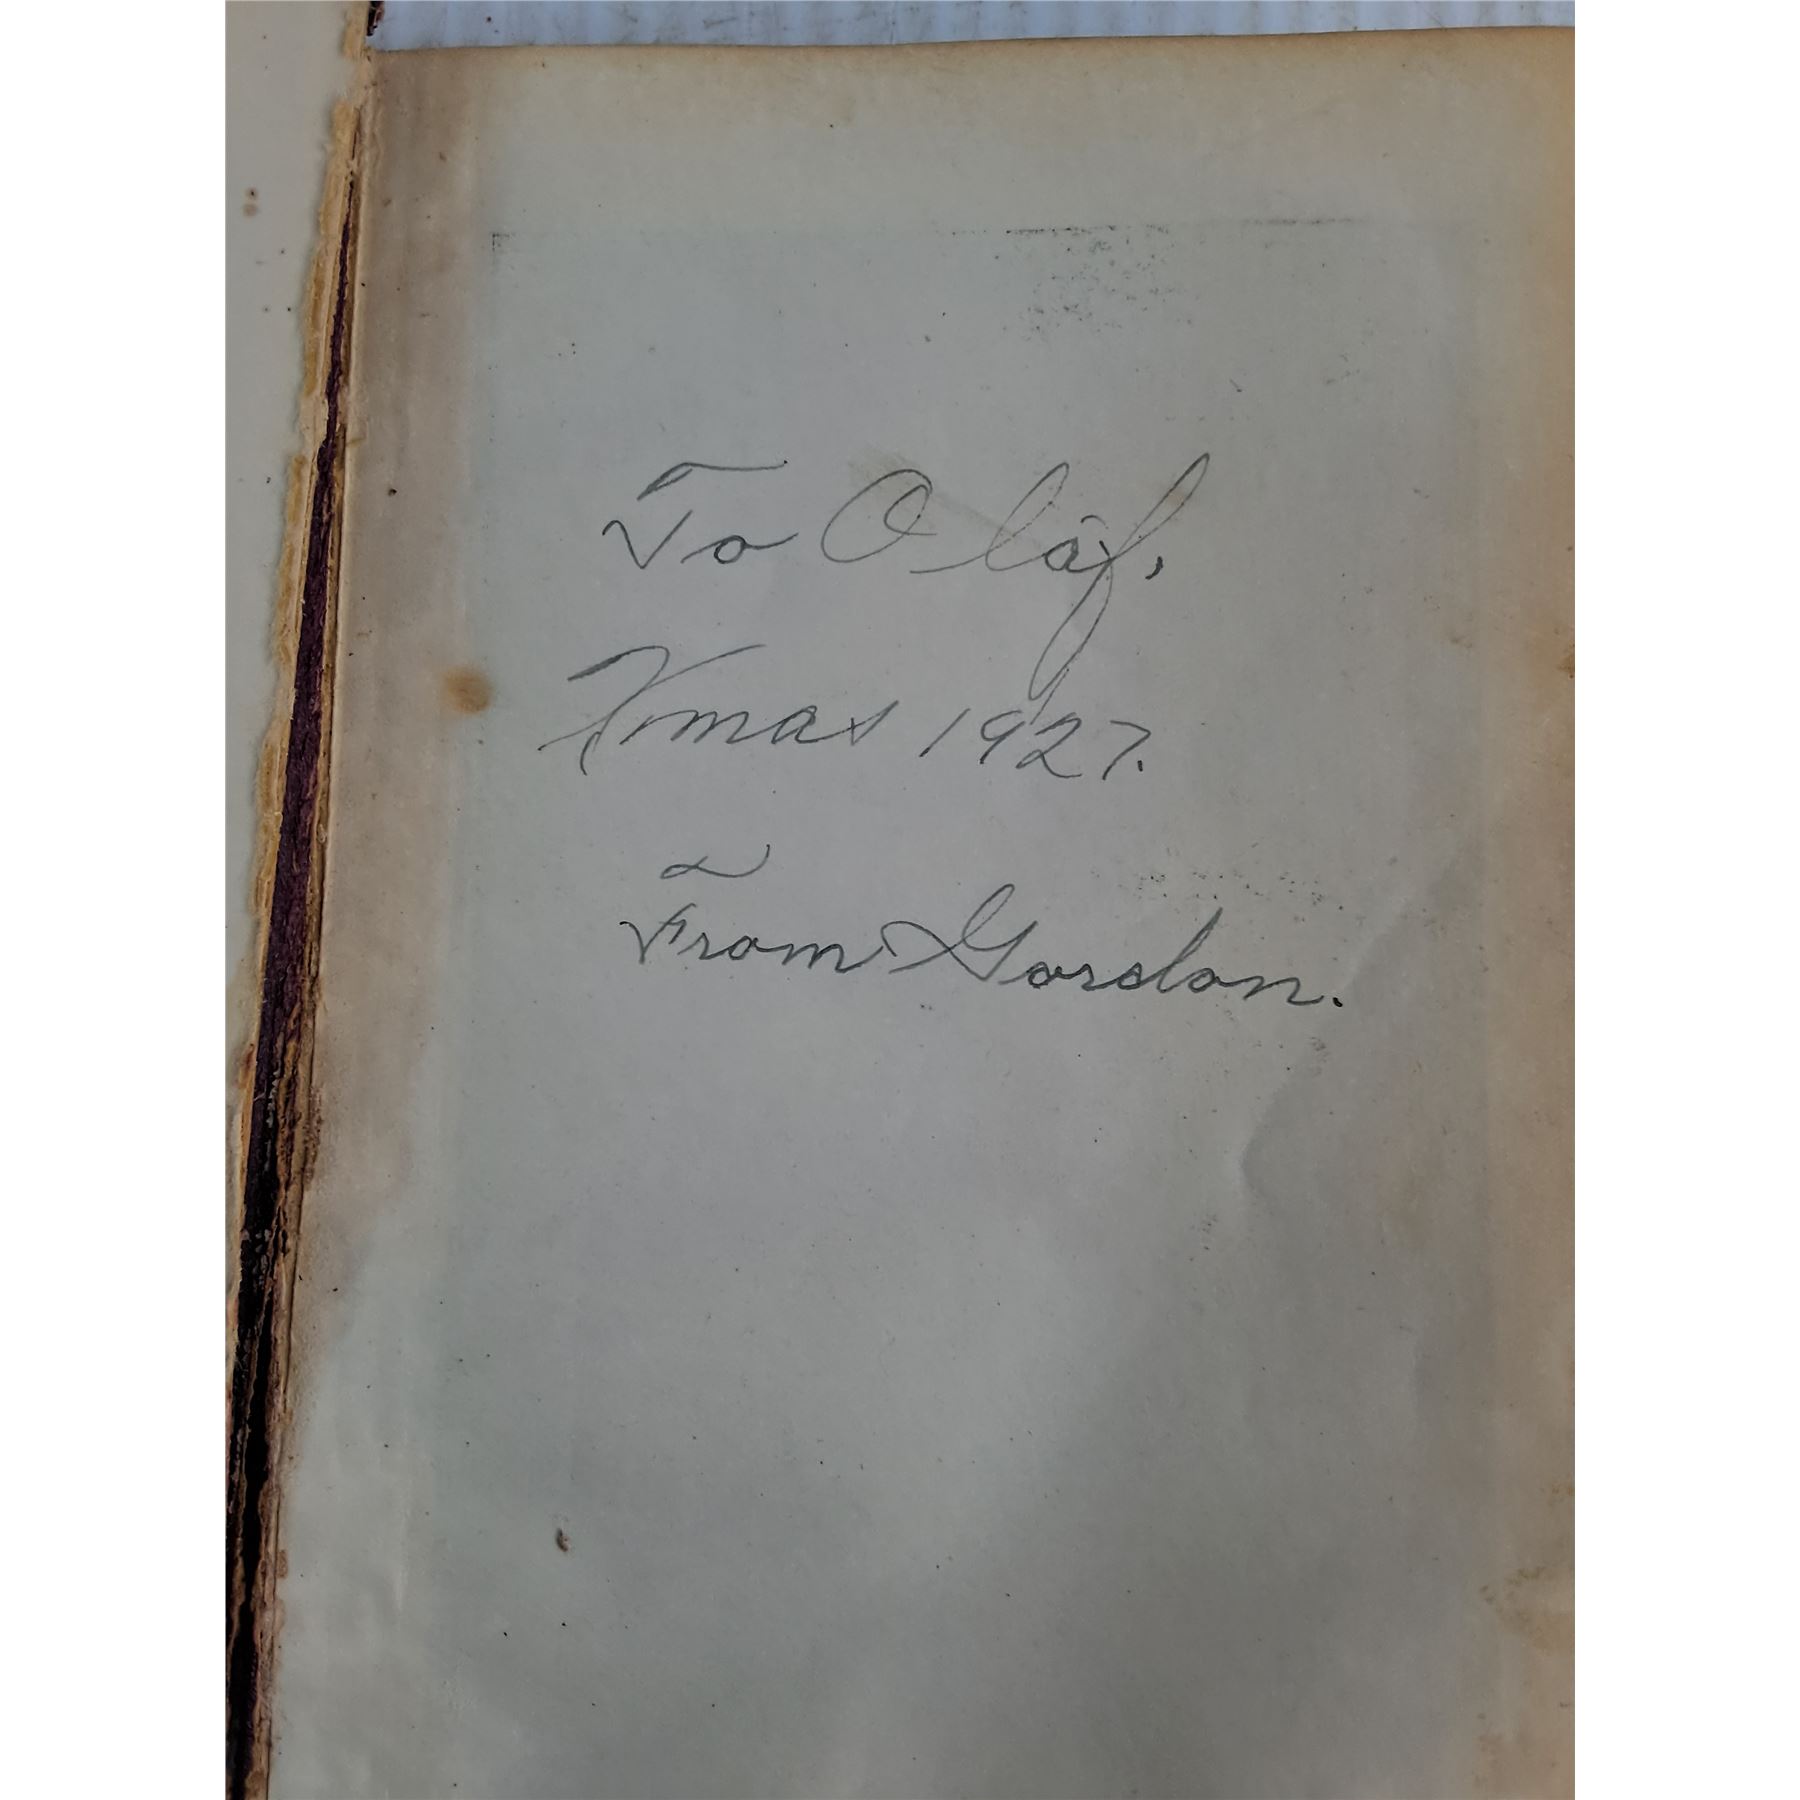 To Olaf,
Xmas 1927.
From Gordon.